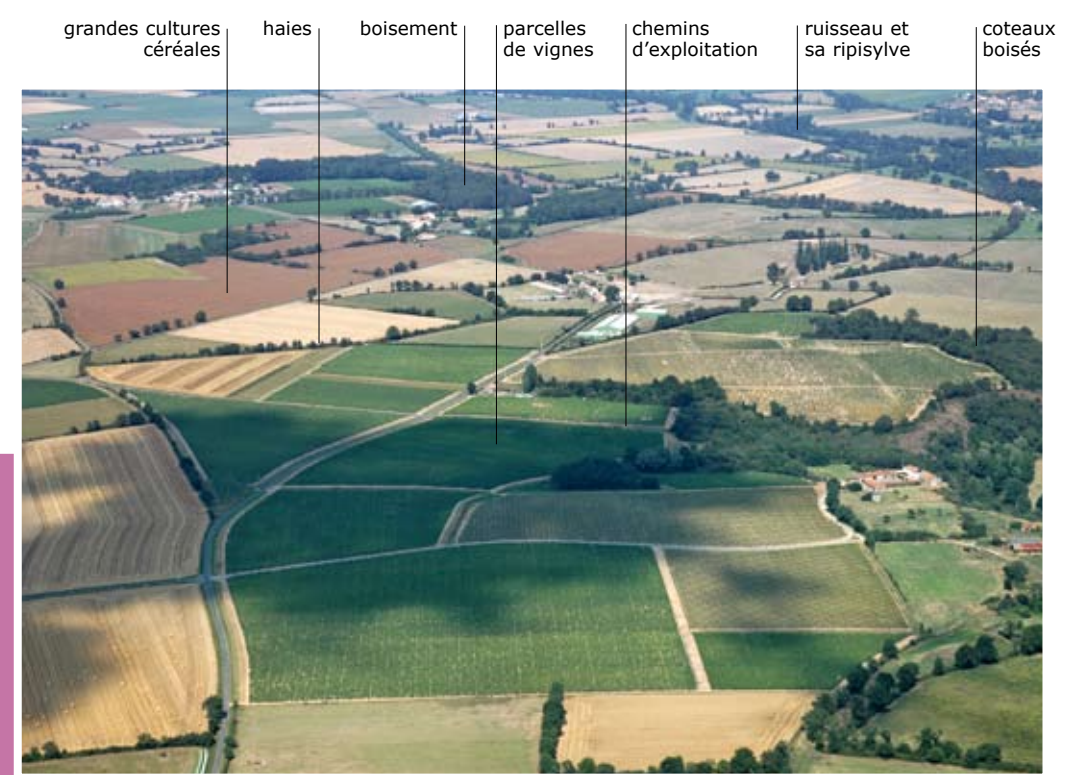 grandes cultures
céréales
haies
boisement
parcelles
de vignes
chemins
d'exploitation
ruisseau et
sa ripisylve
coteaux
boisés